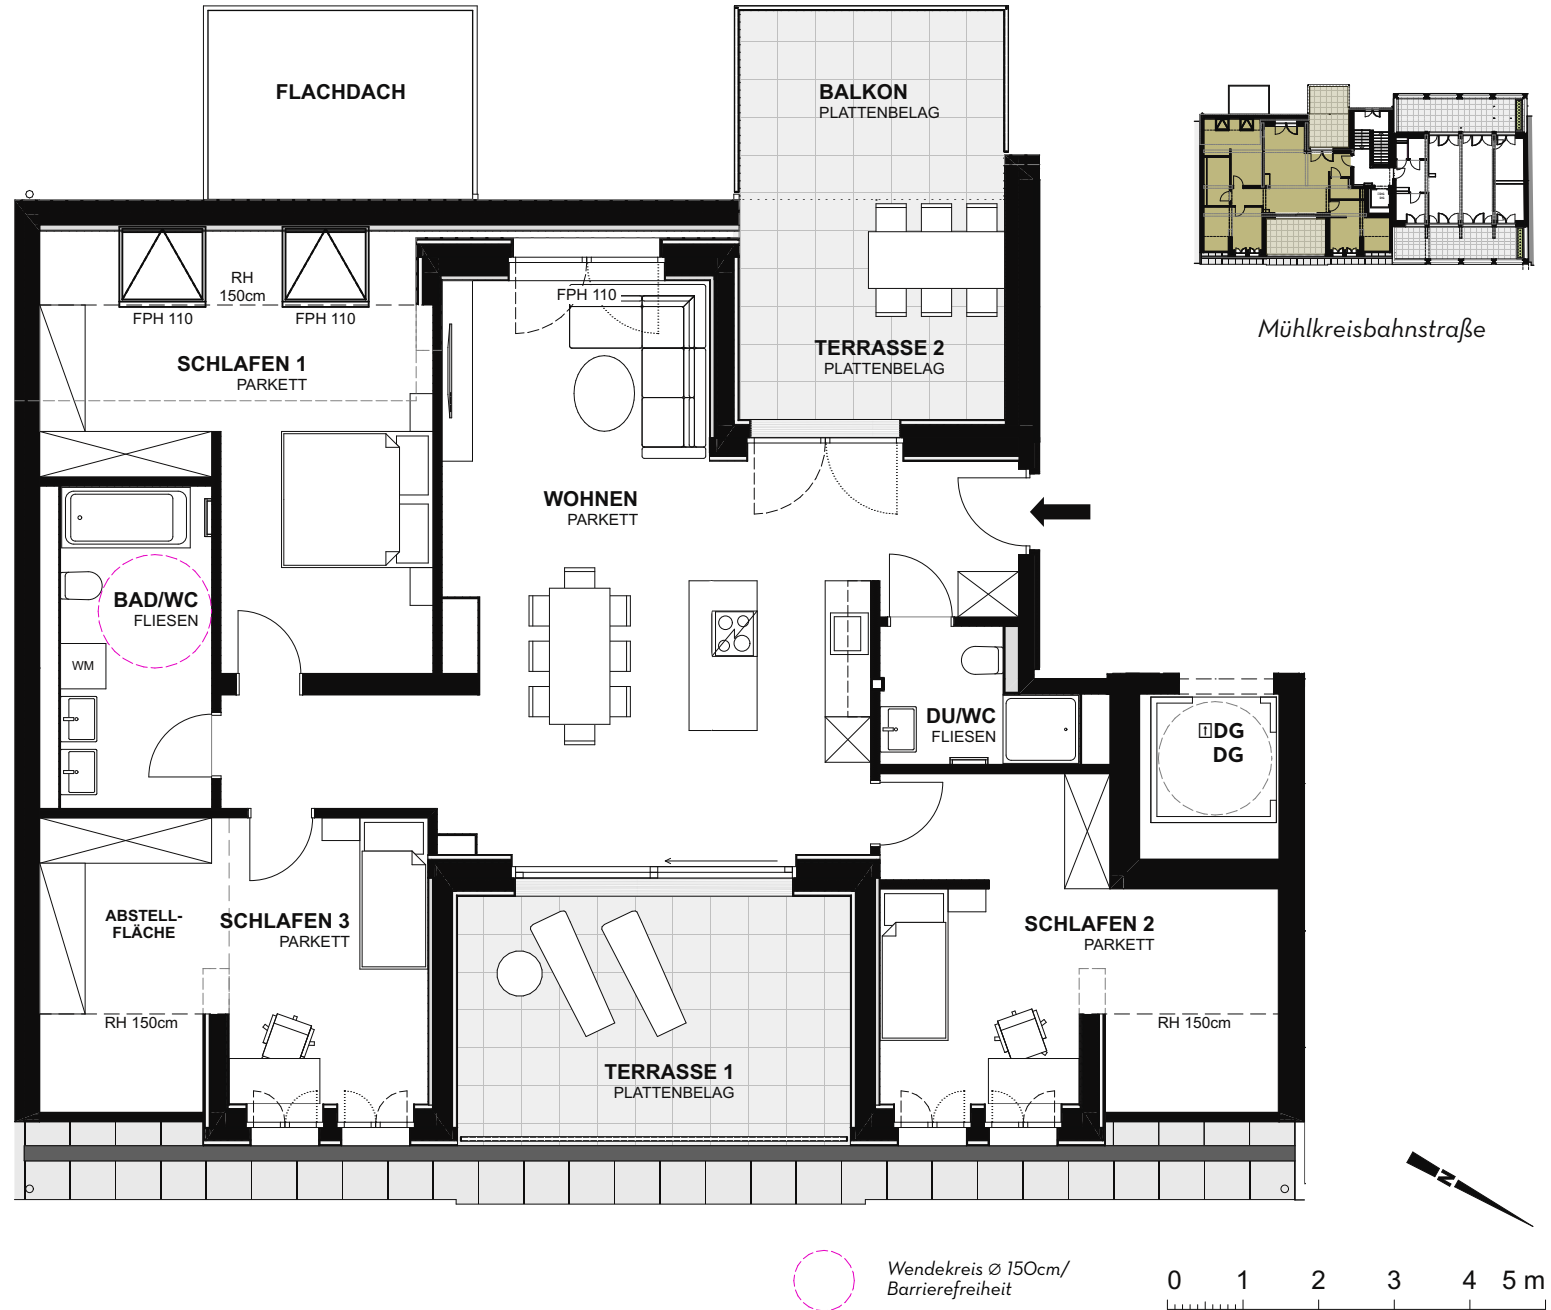 FLACHDACH
BALKON
PLATTENBELAG
RH
150cm
FPH 110
FPH 110
FPH 110
SCHLAFEN 1
PARKETT
TERRASSE 2
PLATTENBELAG
Mühlkreisbahnstraße
WOHNEN
PARKETT
BAD/WC
FLIESEN
WM
DU/WC
FLIESEN
DG
DG
ABSTELL-
FLÄCHE
SCHLAFEN 3
PARKETT
SCHLAFEN 2
PARKETT
RH 150cm
RH 150cm
TERRASSE 1
PLATTENBELAG
N
Wendekreis ⌀ 150cm/
Barrierefreiheit
0 1 2 3 4 5 m